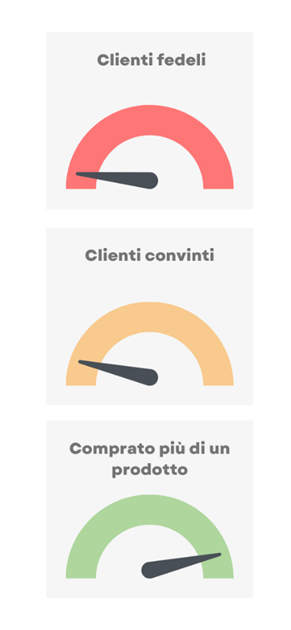 Clienti fedeli
Clienti convinti
Comprato più di un
prodotto